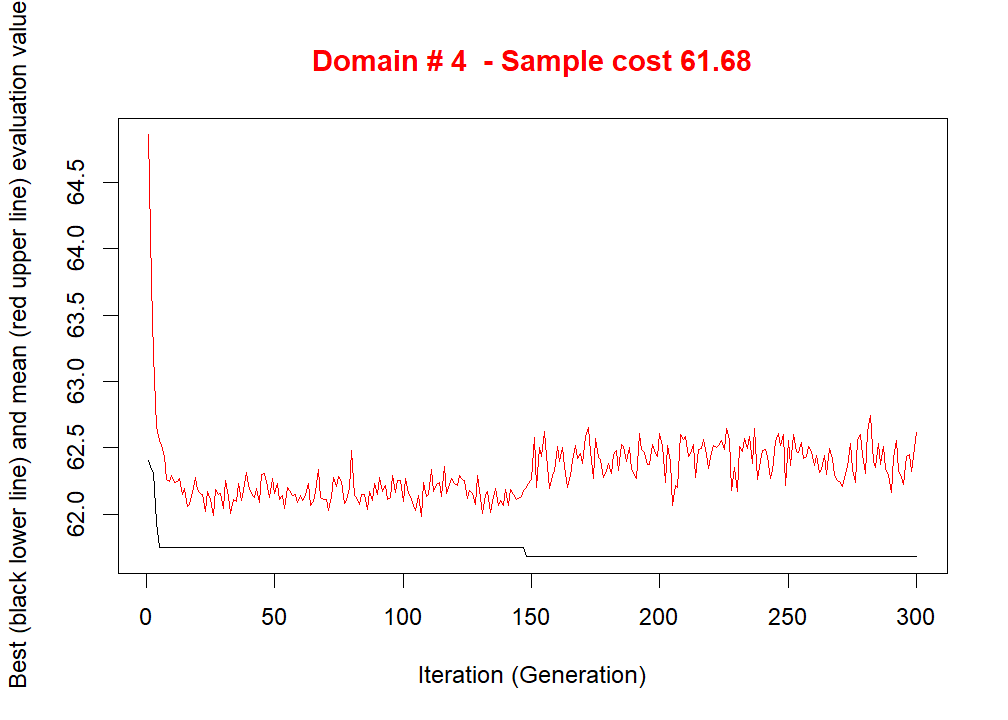 Domain # 4  - Sample cost 61.68
Best (black lower line) and mean (red upper line) evaluation value
64.5
64.0
63.5
63.0
62.5
62.0
0 50 100 150 200 250 300
Iteration (Generation)